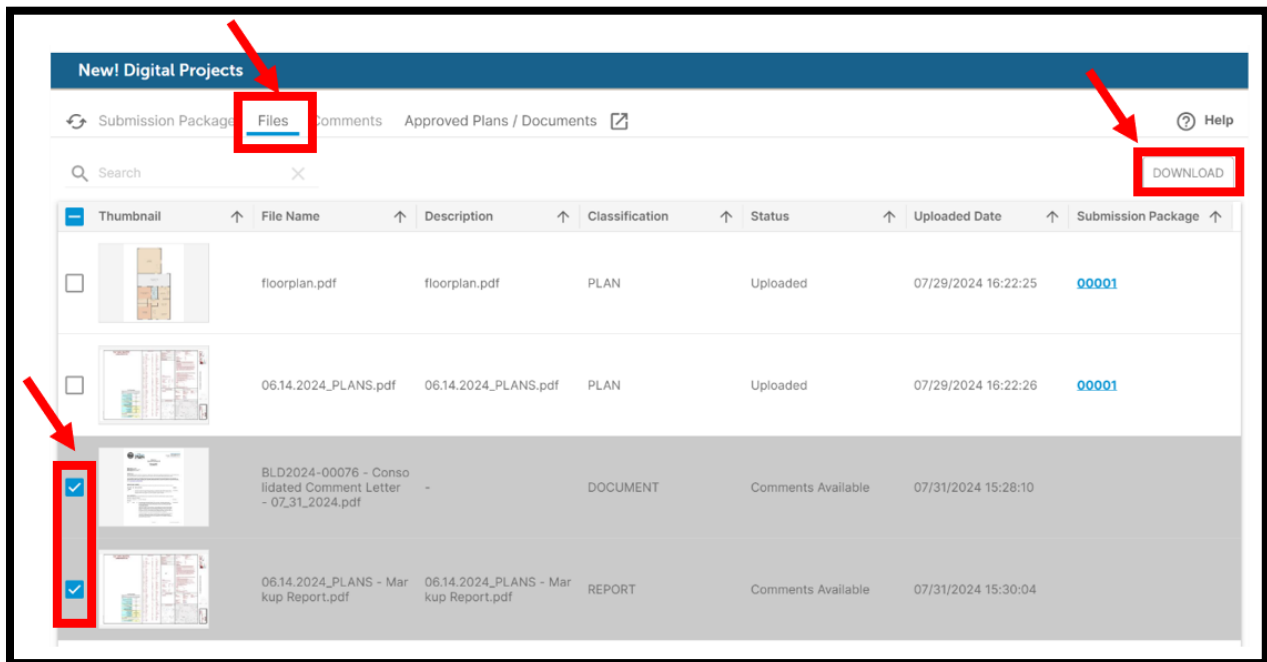 New! Digital Projects
Submission Package Files Comments Approved Plans / Documents Help
Search DOWNLOAD
Thumbnail File Name Description Classification Status Uploaded Date Submission Package
floorplan.pdf floorplan.pdf PLAN Uploaded 07/29/2024 16:22:25 00001
06.14.2024_PLANS.pdf 06.14.2024_PLANS.pdf PLAN Uploaded 07/29/2024 16:22:26 00001
BLD2024-00076 - Conso
lidated Comment Letter - DOCUMENT Comments Available 07/31/2024 15:28:10
- 07_31_2024.pdf
06.14.2024_PLANS - Mar 06.14.2024_PLANS - Mar
kup Report.pdf kup Report.pdf REPORT Comments Available 07/31/2024 15:30:04